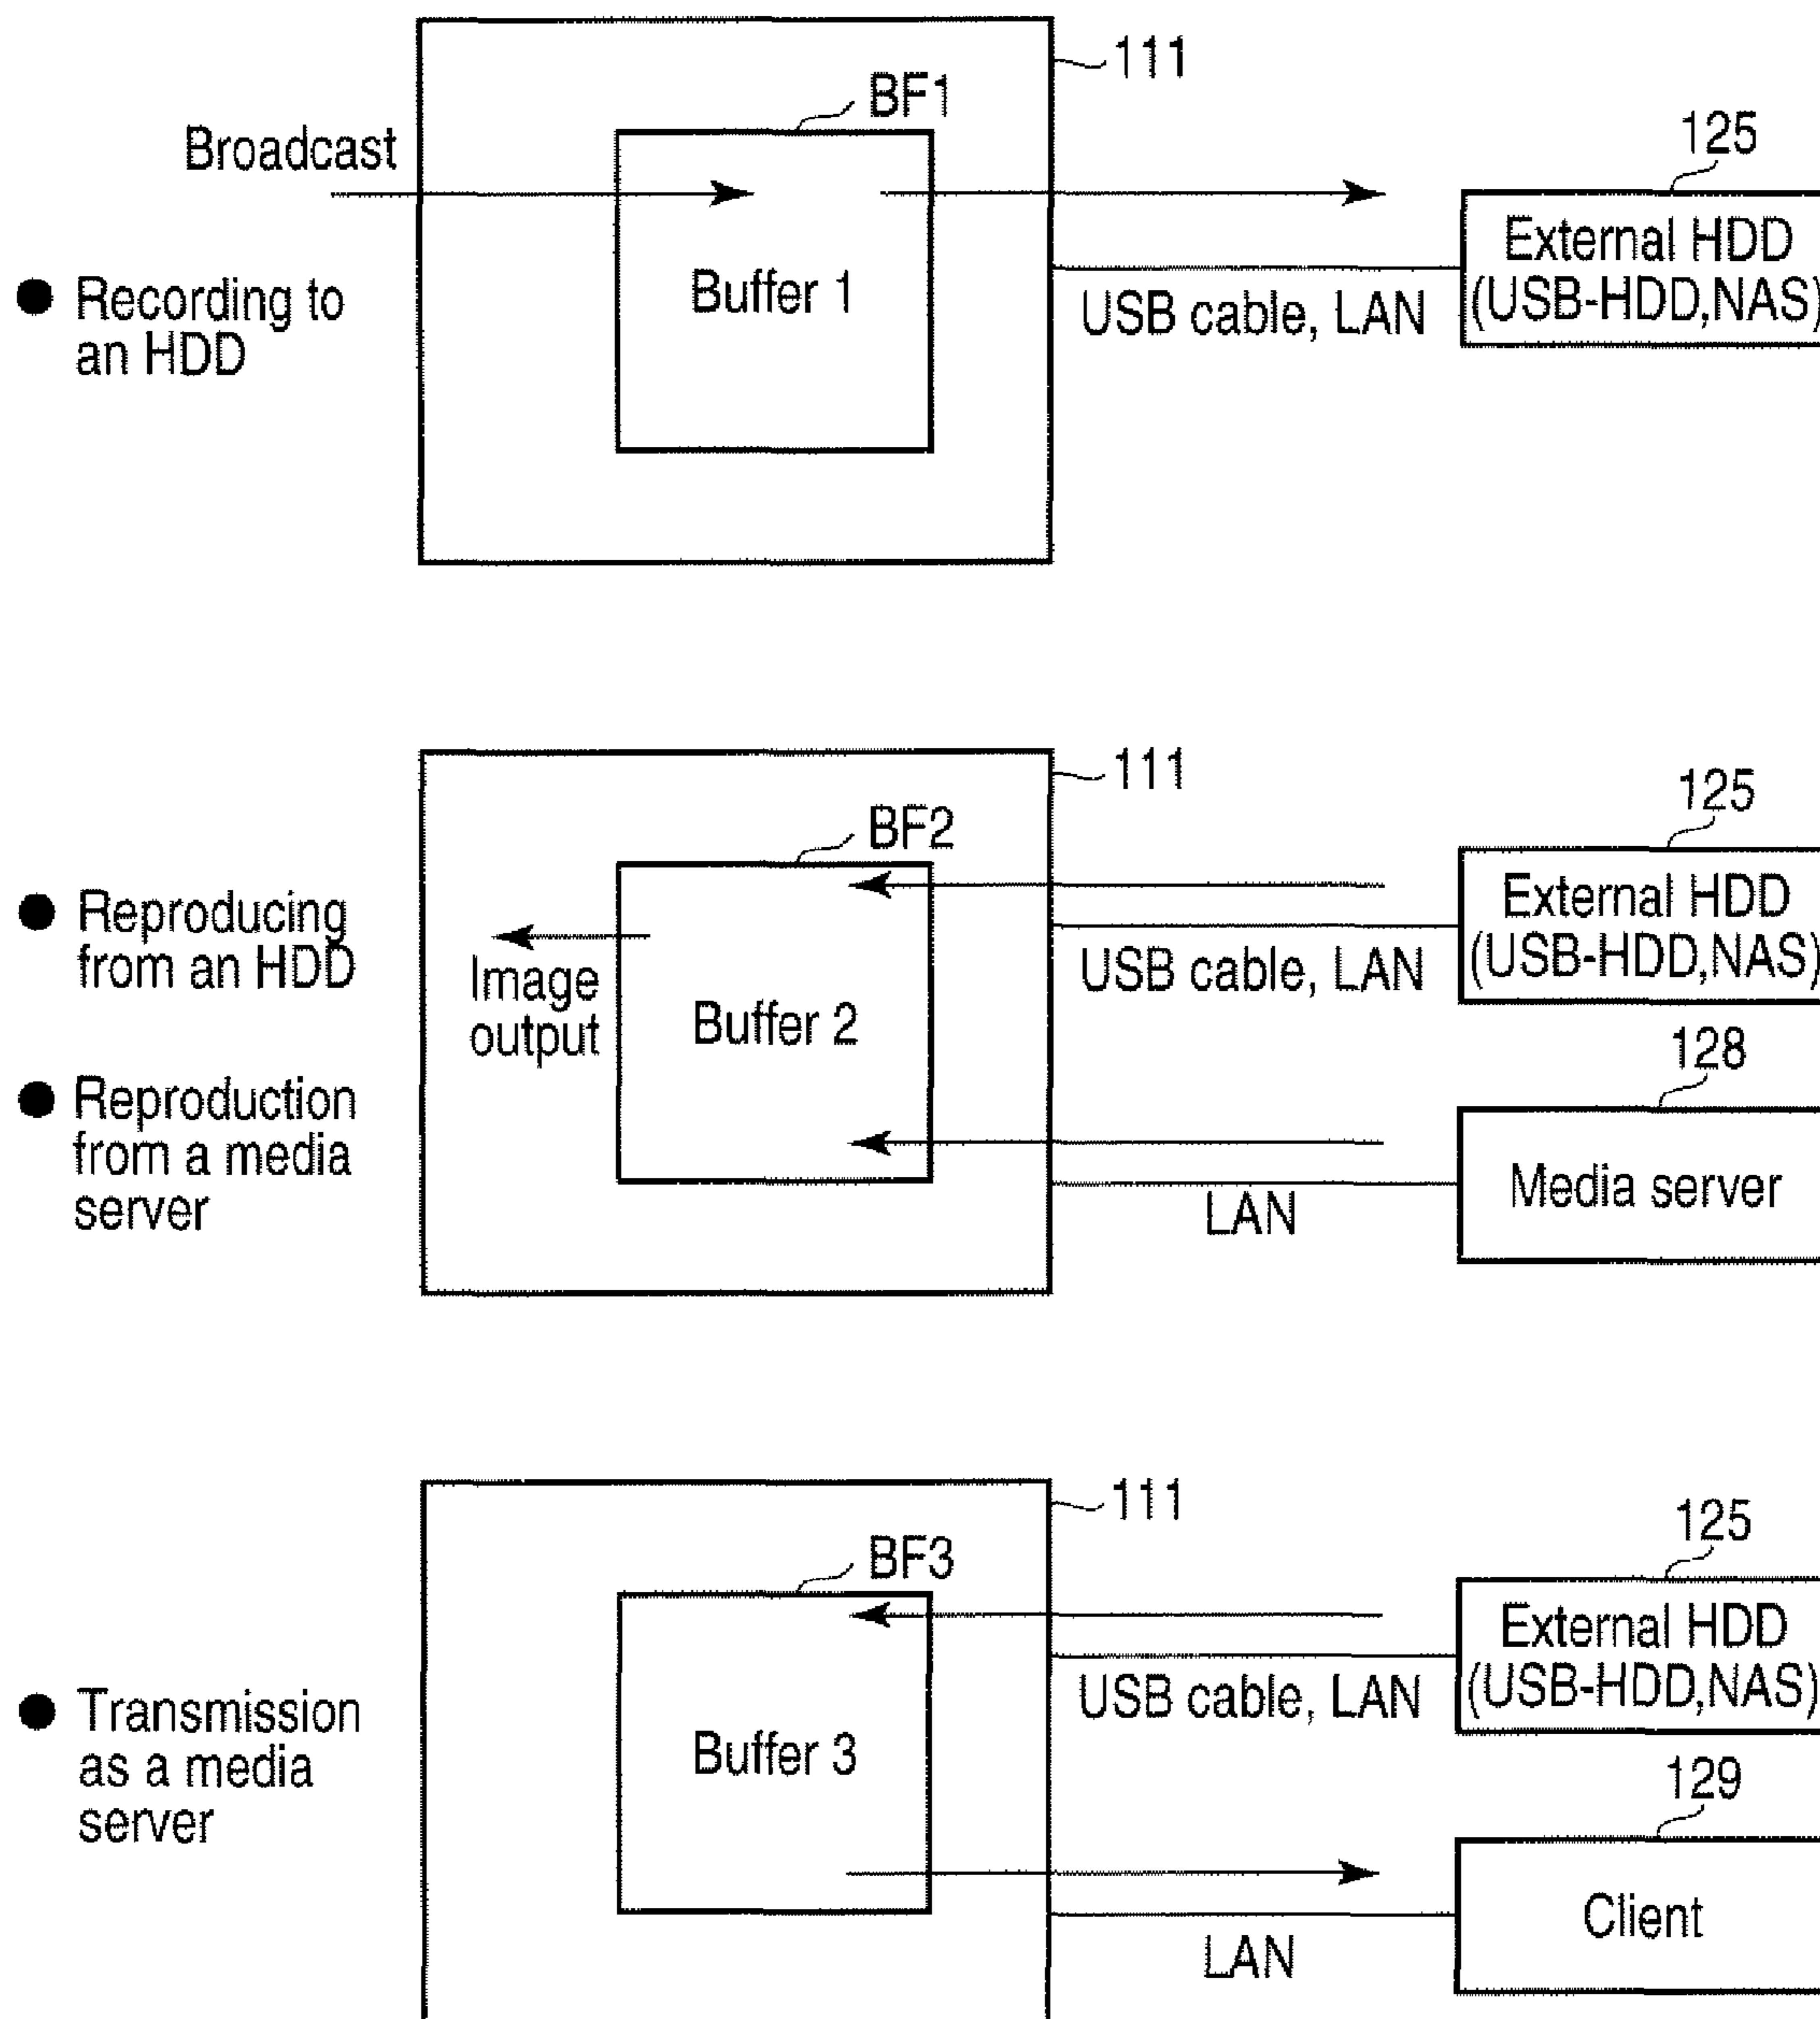 111
BF1
125
Broadcast
External HDD
(USB-HDD,NAS)
Buffer 1
● Recording to
an HDD
USB cable, LAN
111
125
BF2
● Reproducing
from an HDD
External HDD
(USB-HDD,NAS)
Image
output
USB cable, LAN
Buffer 2
128
● Reproduction
from a media
server
Media server
LAN
111
125
BF3
External HDD
(USB-HDD,NAS)
USB cable, LAN
● Transmission
as a media
server
Buffer 3
129
Client
LAN